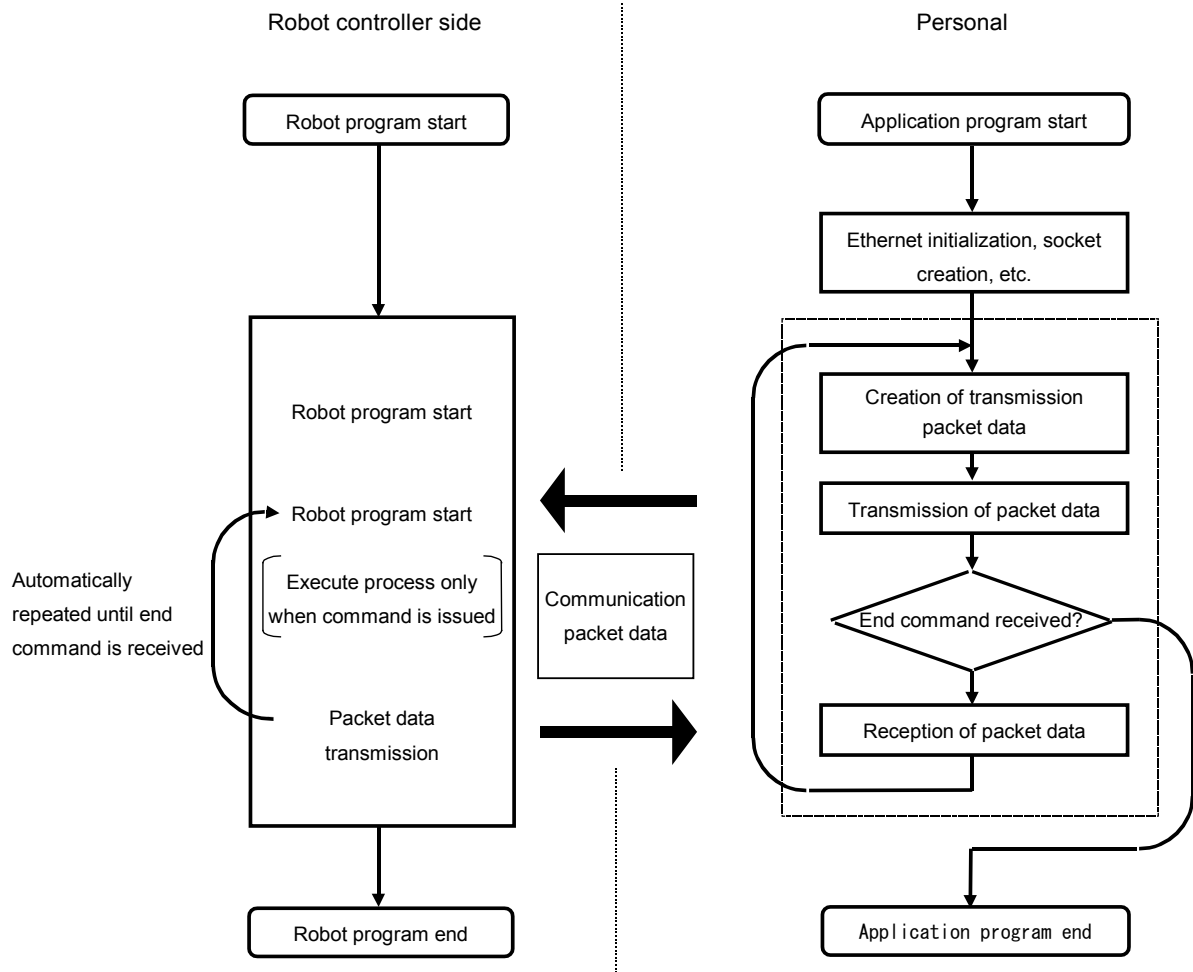 Robot controller side
Robot program start
Robot program start
Robot program start
Execute process only
when command is issued
Packet data
transmission
Automatically
repeated until end
command is received
Robot program end
Communication
packet data
Personal
Application program start
Ethernet initialization, socket
creation, etc.
Creation of transmission
packet data
Transmission of packet data
End command received?
Reception of packet data
Application program end